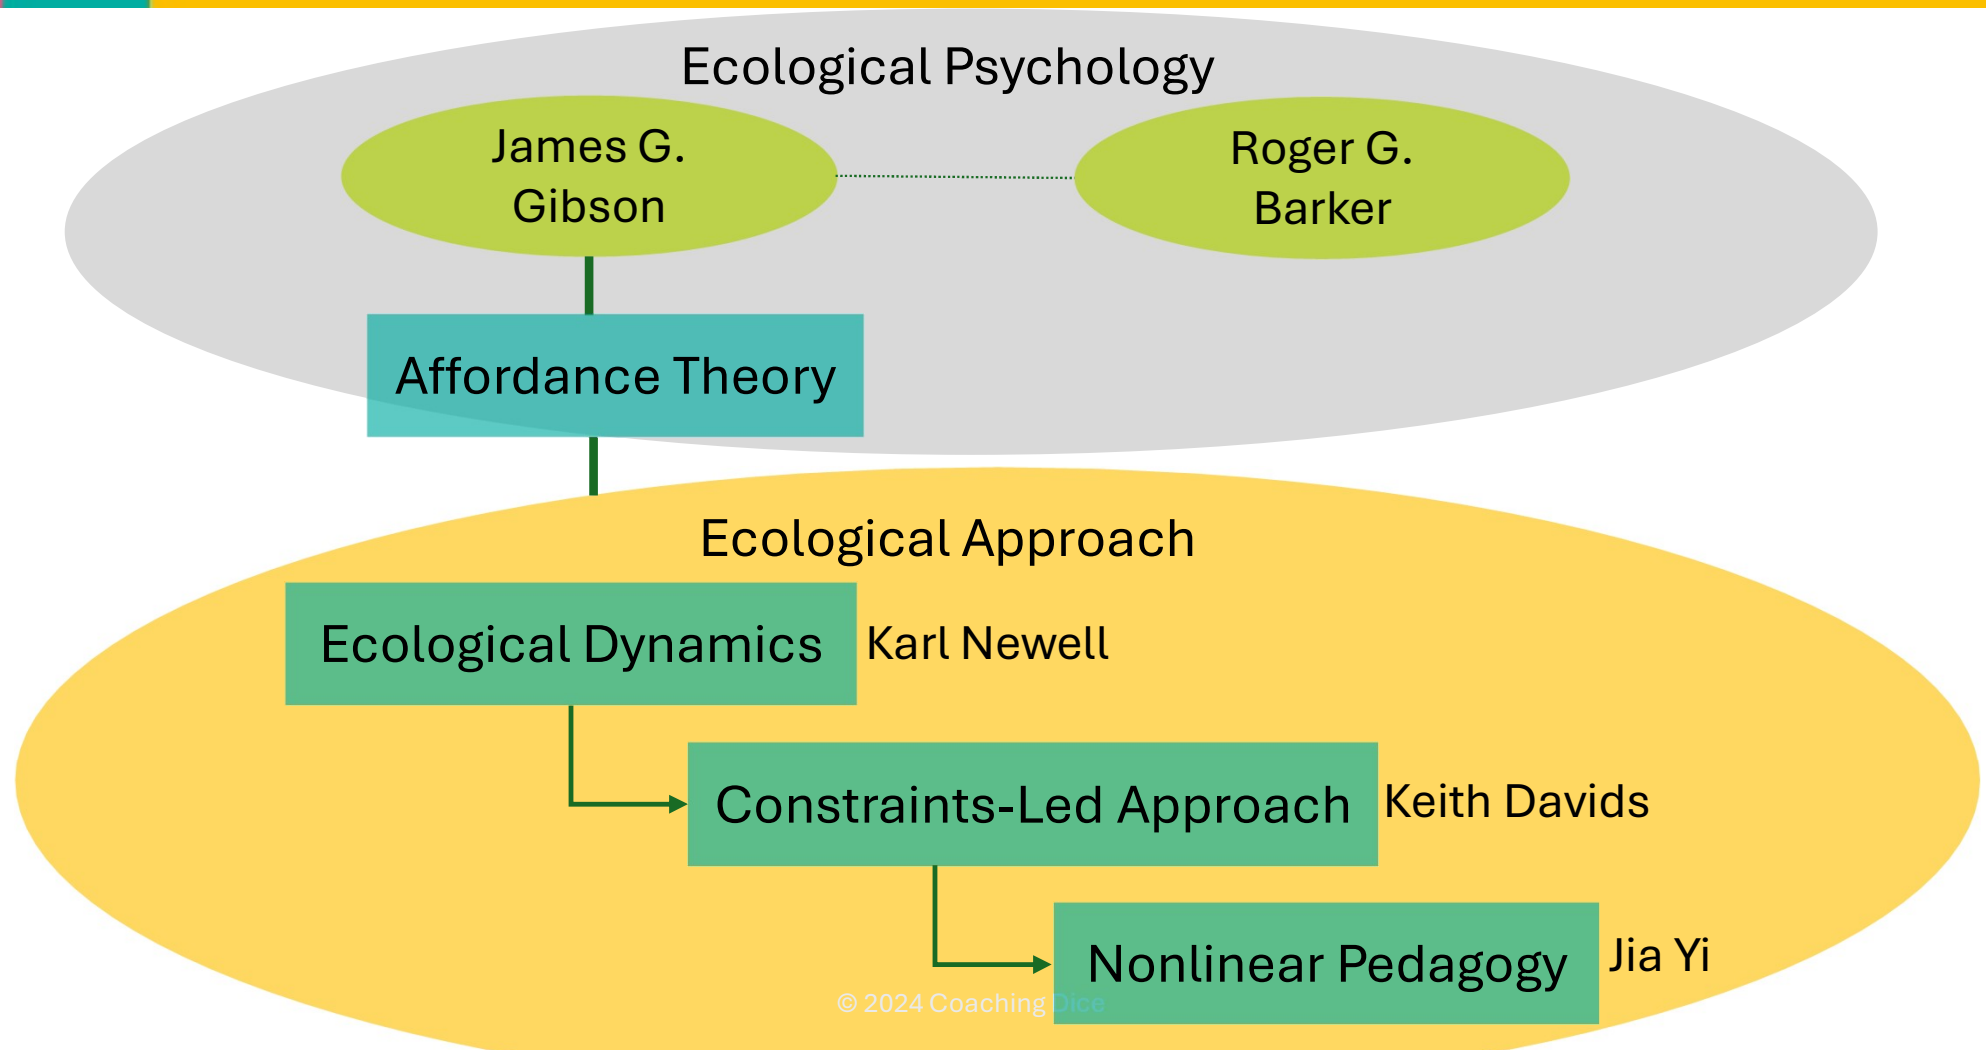 Ecological Psychology
James G.
Gibson
Roger G.
Barker
Affordance Theory
Ecological Approach
Ecological Dynamics
Karl Newell
Constraints-Led Approach
Keith Davids
Nonlinear Pedagogy
Jia Yi
© 2024 Coaching Dice